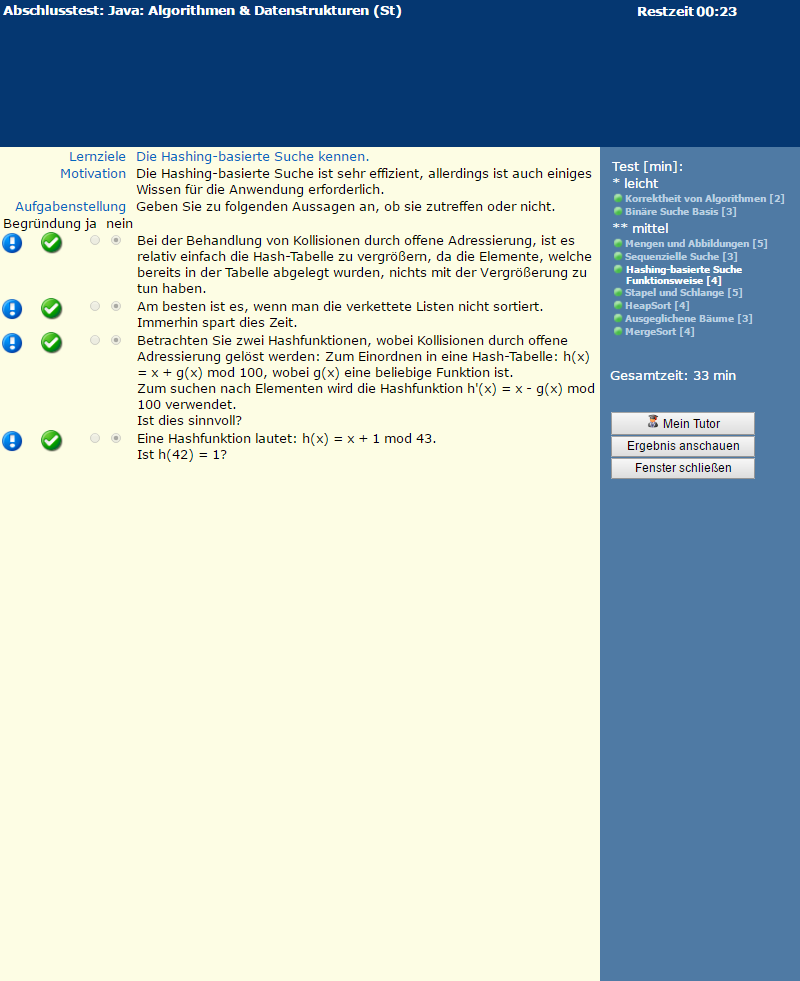 Abschlusstest: Java: Algorithmen & Datenstrukturen (St)
Restzeit 00:23
Lernziele Die Hashing-basierte Suche kennen.
Motivation Die Hashing-basierte Suche ist sehr effizient, allerdings ist auch einiges
Wissen für die Anwendung erforderlich.
Aufgabenstellung Geben Sie zu folgenden Aussagen an, ob sie zutreffen oder nicht.
Begründung ja nein
Bei der Behandlung von Kollisionen durch offene Adressierung, ist es
relativ einfach die Hash-Tabelle zu vergrößern, da die Elemente, welche
bereits in der Tabelle abgelegt wurden, nichts mit der Vergrößerung zu
tun haben.
Am besten ist es, wenn man die verkettete Listen nicht sortiert.
Immerhin spart dies Zeit.
Betrachten Sie zwei Hashfunktionen, wobei Kollisionen durch offene
Adressierung gelöst werden: Zum Einordnen in eine Hash-Tabelle: h(x)
= x + g(x) mod 100, wobei g(x) eine beliebige Funktion ist.
Zum suchen nach Elementen wird die Hashfunktion h'(x) = x - g(x) mod
100 verwendet.
Ist dies sinnvoll?
Eine Hashfunktion lautet: h(x) = x + 1 mod 43.
Ist h(42) = 1?
Test [min]:
* leicht
Korrektheit von Algorithmen [2]
Binäre Suche Basis [3]
** mittel
Mengen und Abbildungen [5]
Sequenzielle Suche [3]
Hashing-basierte Suche
Funktionsweise [4]
Stapel und Schlange [5]
HeapSort [4]
Ausgeglichene Bäume [3]
MergeSort [4]
Gesamtzeit: 33 min
Mein Tutor
Ergebnis anschauen
Fenster schließen